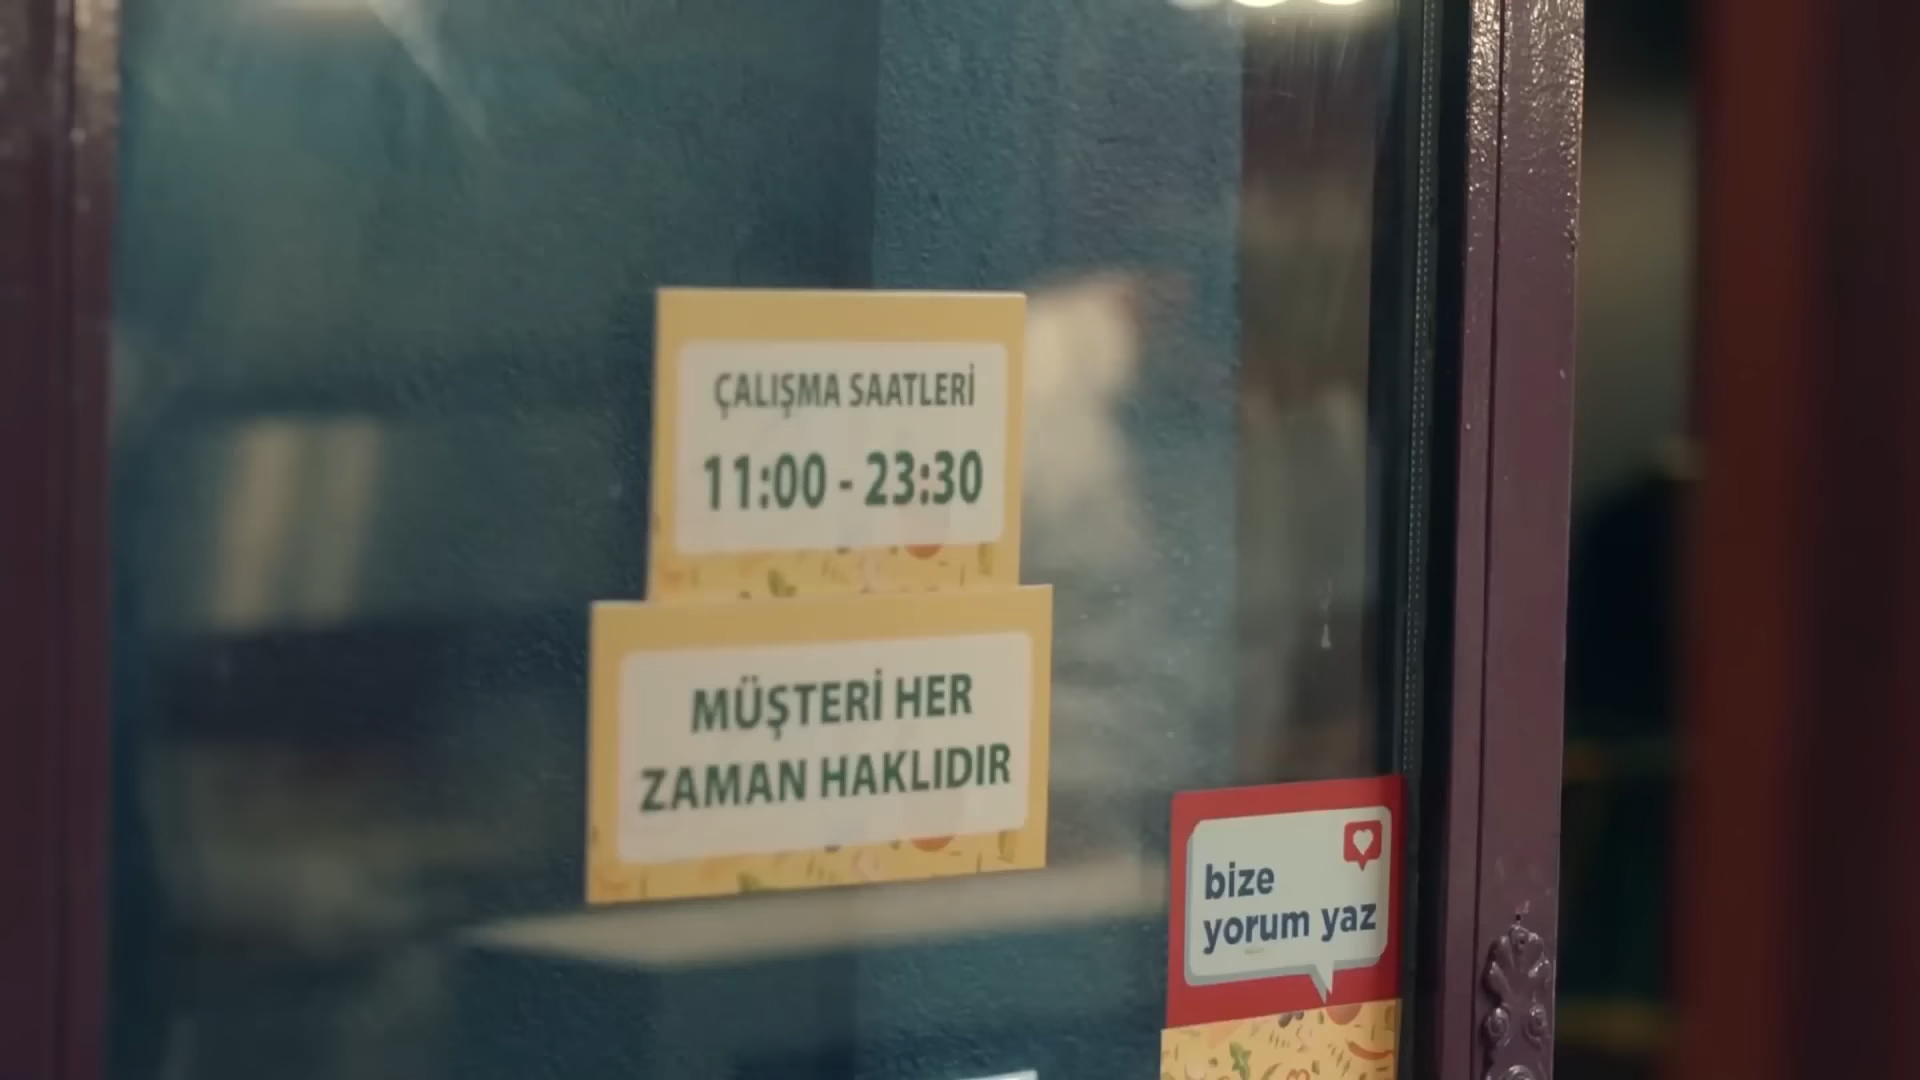 ÇALIŞMA SAATLERİ
11:00 - 23:30
MÜŞTERİ HER
ZAMAN HAKLIDIR
bize
yorum yaz